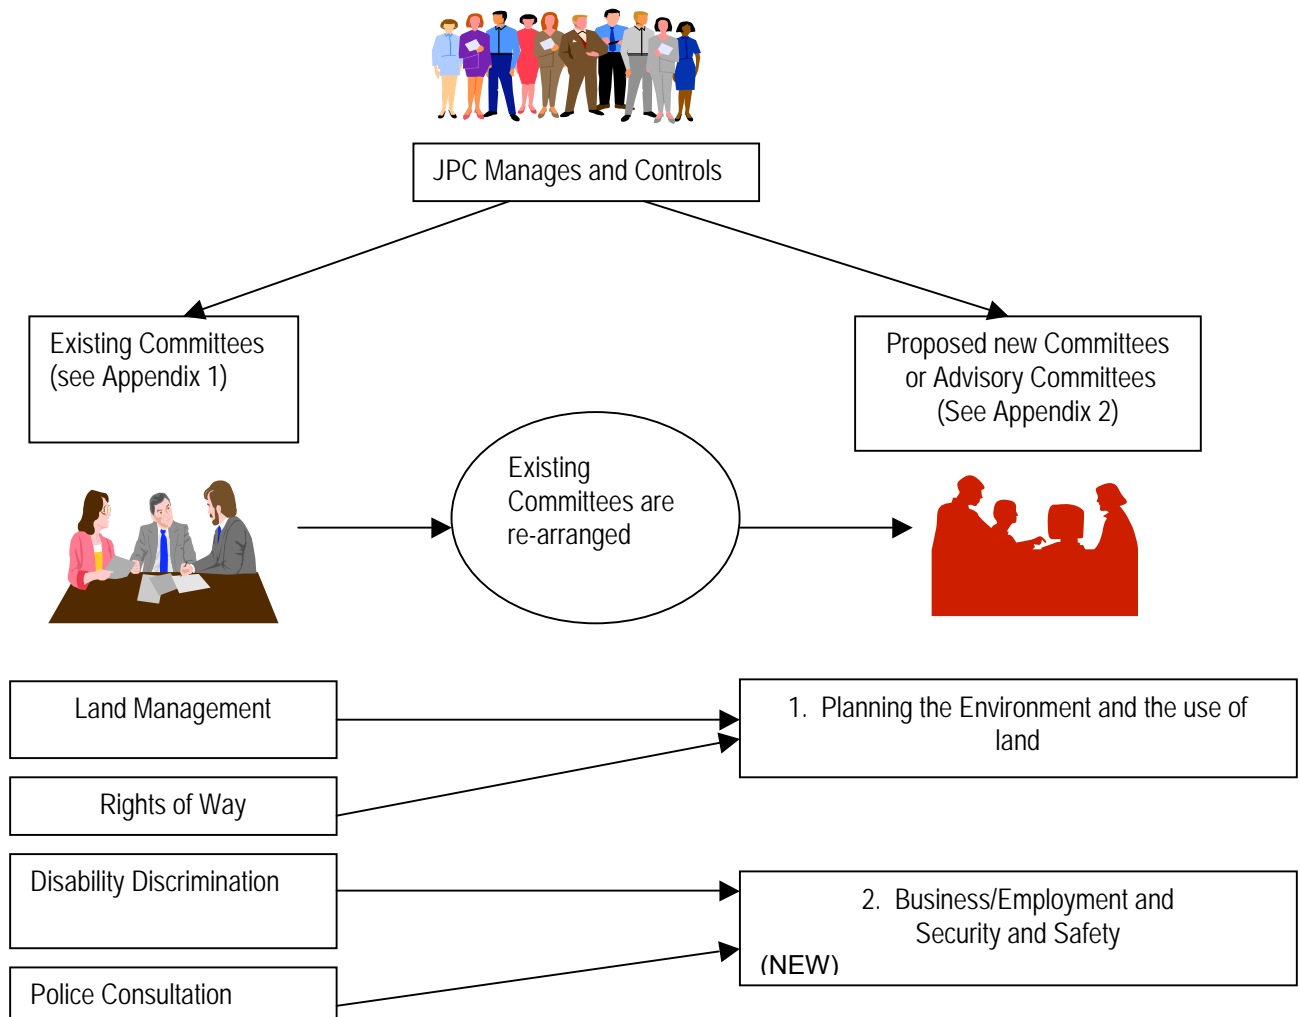 JPC Manages and Controls
Existing Committees
(see Appendix 1)
Proposed new Committees
or Advisory Committees
(See Appendix 2)
Existing
Committees are
re-arranged
Land Management
1. Planning the Environment and the use of
land
Rights of Way
Disability Discrimination
2. Business/Employment and
Security and Safety
(NEW)
Police Consultation